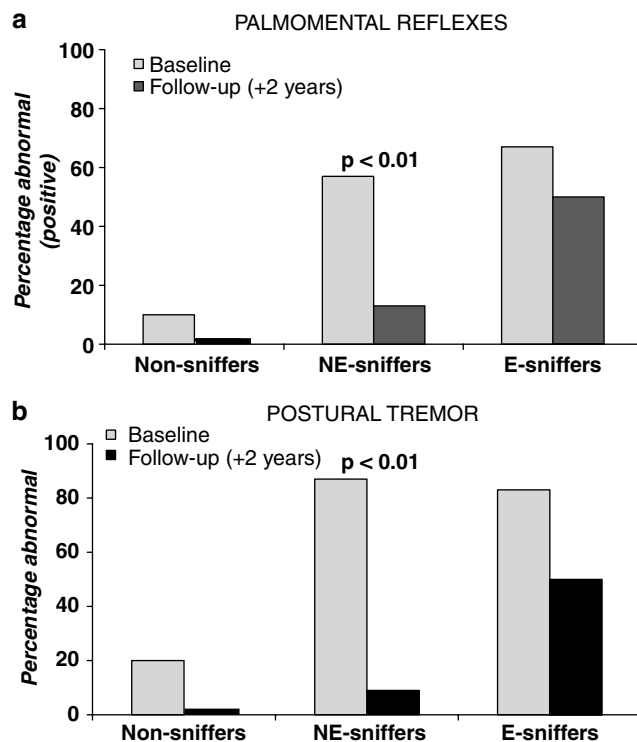 a
PALMOMENTAL REFLEXES
Percentage abnormal
(positive)
100
80
60
40
20
0
Baseline
Follow-up (+2 years)
p < 0.01
Non-sniffers NE-sniffers E-sniffers
b
POSTURAL TREMOR
Percentage abnormal
100
80
60
40
20
0
Baseline
Follow-up (+2 years)
p < 0.01
Non-sniffers NE-sniffers E-sniffers